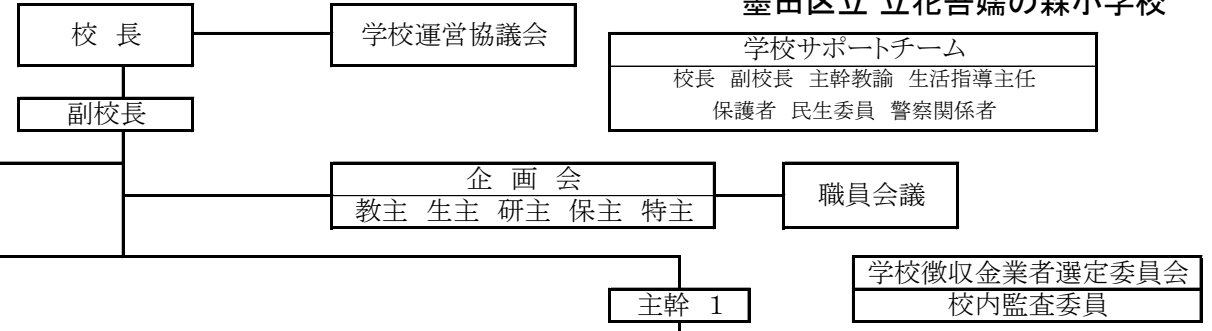 墨田区立 立花吾嬬の森小学校
校 長
学校運営協議会
学校サポートチーム
校長 副校長 主幹教諭 生活指導主任
保護者 民生委員 警察関係者
副校長
企 画 会
教主 生主 研主 保主 特主
職員会議
学校徴収金業者選定委員会
校内監査委員
主幹 1